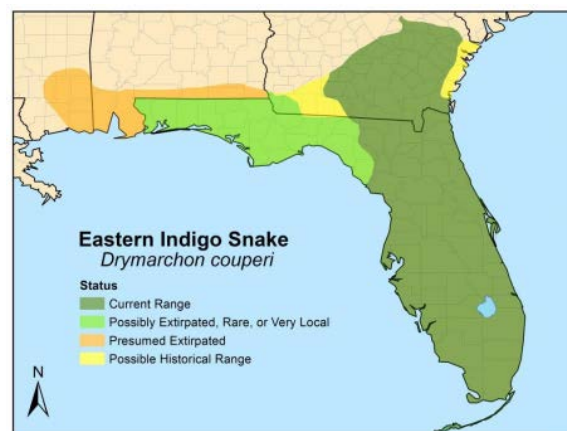 Eastern Indigo Snake
Drymarchon couperi
Status
Current Range
Possibly Extirpated, Rare, or Very Local
Presumed Extirpated
Possible Historical Range
N